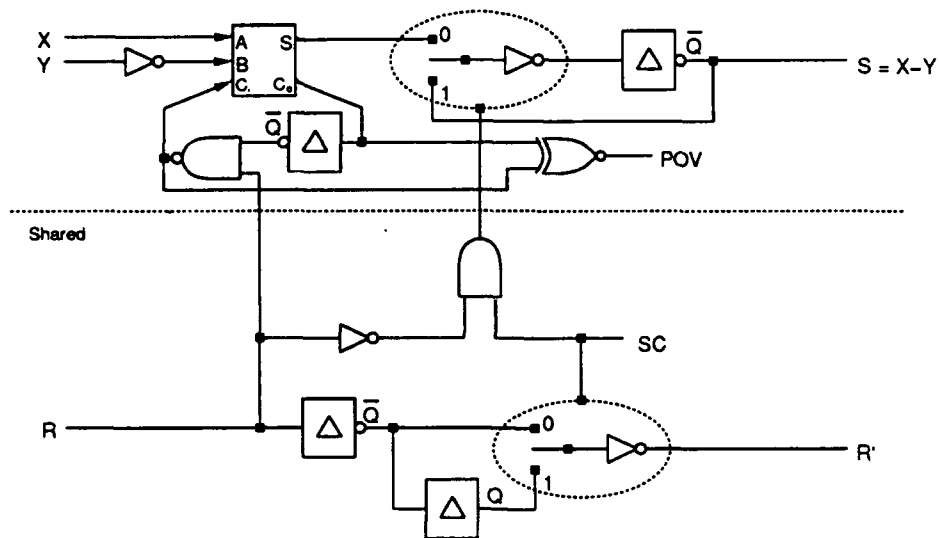 X
Y
A
B
C.
S
Cₒ
0
1
Q̅
S = X-Y
Q̅
Δ
Δ
POV
Shared
SC
R
Δ
Q̅
0
1
R'
Δ
Q